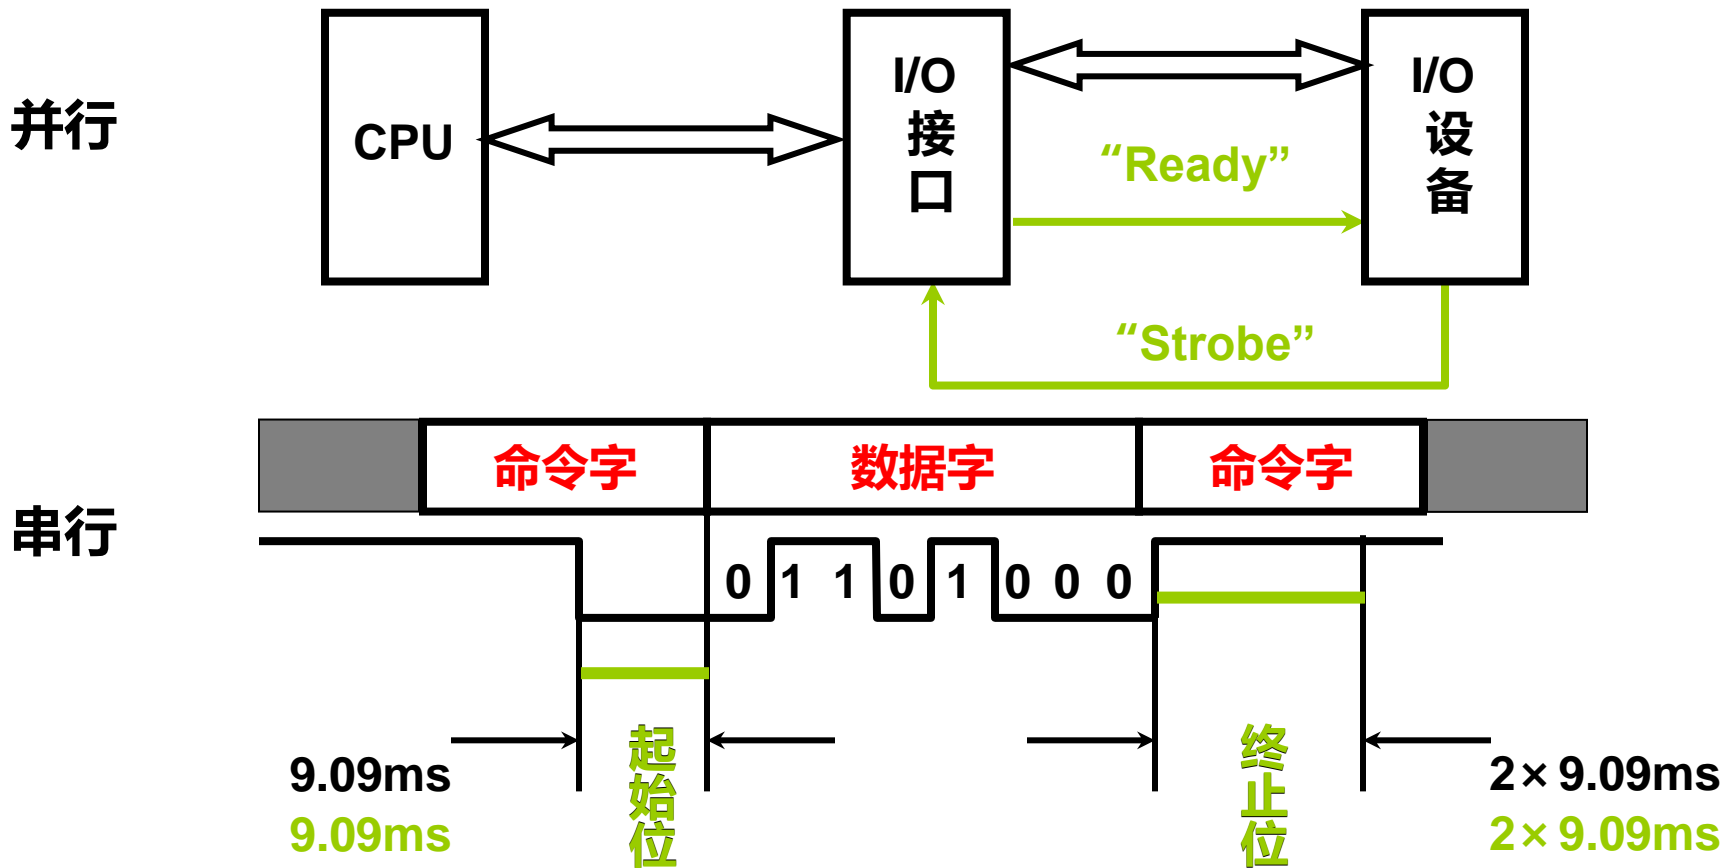 并行
CPU
I/O
接
口
I/O
设
备
“Ready”
“Strobe”
命令字
数据字
命令字
串行
0 1 1 0 1 0 0 0
起
始
位
终
止
位
9.09ms
9.09ms
2×9.09ms
2×9.09ms